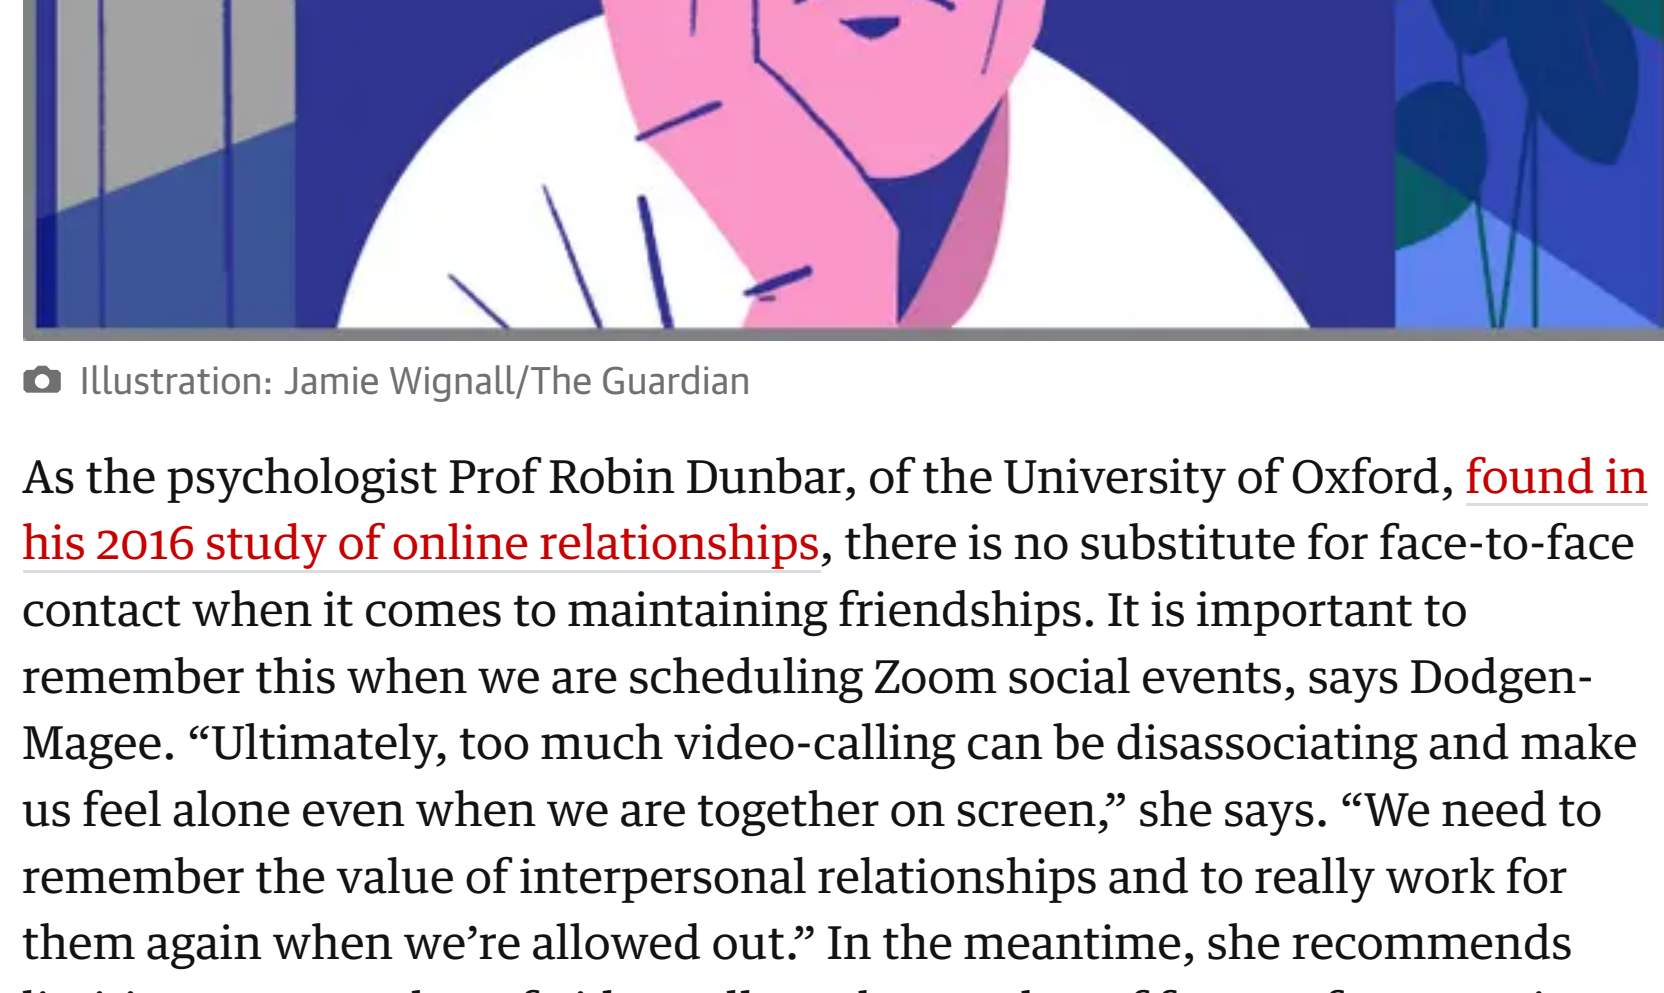 Illustration: Jamie Wignall/The Guardian
As the psychologist Prof Robin Dunbar, of the University of Oxford, found in
his 2016 study of online relationships, there is no substitute for face-to-face
contact when it comes to maintaining friendships. It is important to
remember this when we are scheduling Zoom social events, says Dodgen-
Magee. “Ultimately, too much video-calling can be disassociating and make
us feel alone even when we are together on screen,” she says. “We need to
remember the value of interpersonal relationships and to really work for
them again when we’re allowed out.” In the meantime, she recommends